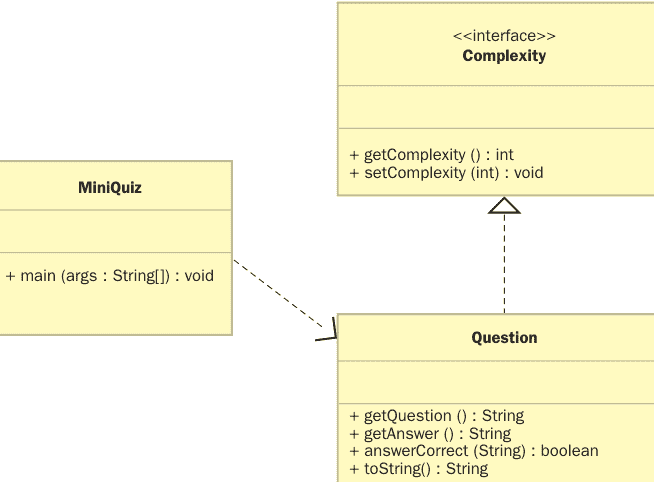 <<interface>>
Complexity
+ getComplexity () : int
+ setComplexity (int) : void
MiniQuiz
+ main (args : String[]) : void
Question
+ getQuestion () : String
+ getAnswer () : String
+ answerCorrect (String) : boolean
+ toString() : String